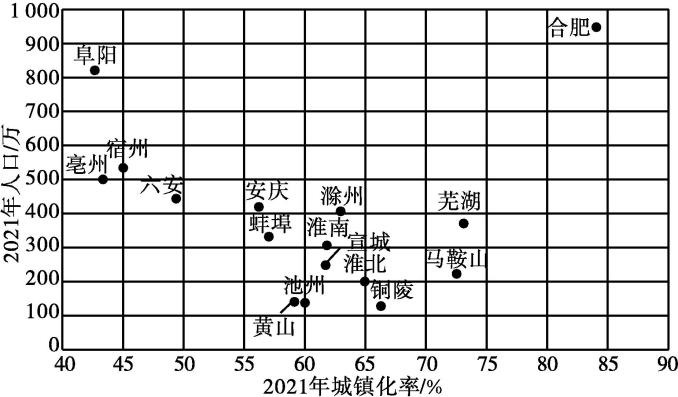 1 000
900
800
700
600
500
400
300
200
100
0
2021年人口/万
合肥
阜阳
宿州
亳州
六安
安庆
滁州
芜湖
蚌埠
淮南
宣城
淮北
马鞍山
池州
铜陵
黄山
40 45 50 55 60 65 70 75 80 85 90
2021年城镇化率/%